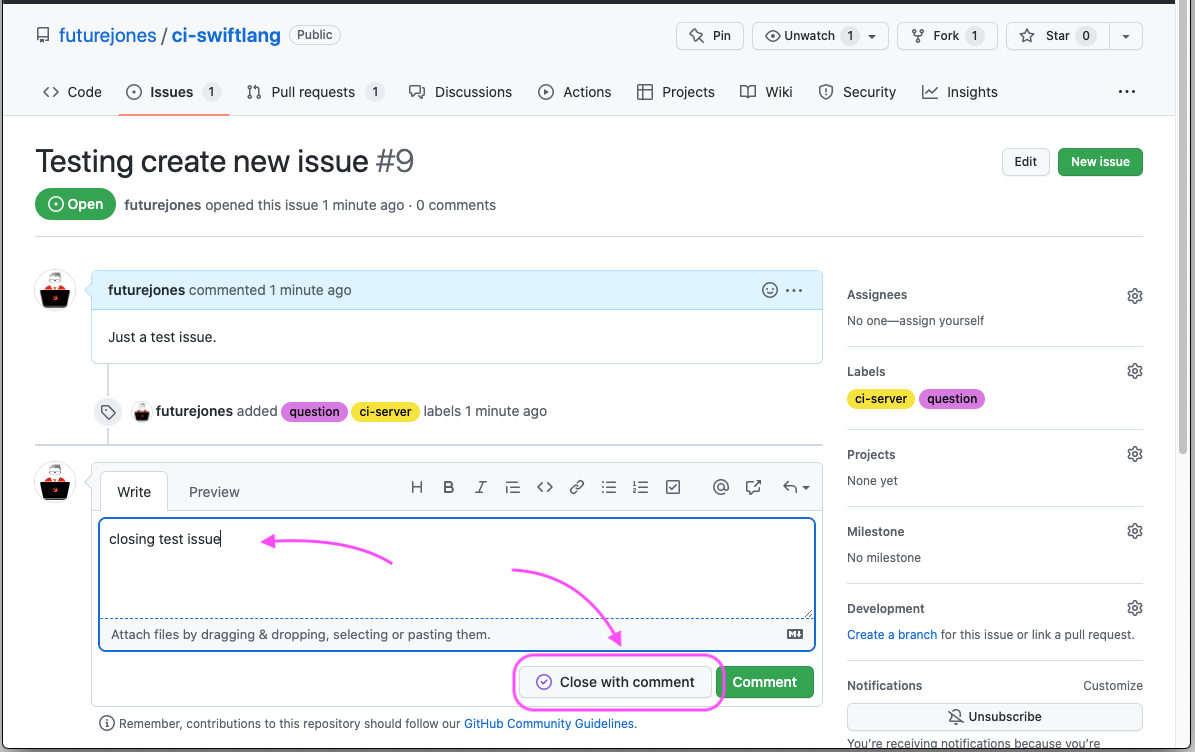 futurejones / ci-swiftlang Public
Pin Unwatch 1 Fork 1 Star 0
Code Issues 1 Pull requests 1 Discussions Actions Projects Wiki Security Insights
Testing create new issue #9
Edit New issue
Open futurejones opened this issue 1 minute ago · 0 comments
futurejones commented 1 minute ago
Just a test issue.
futurejones added question ci-server labels 1 minute ago
Write Preview
closing test issue
Attach files by dragging & dropping, selecting or pasting them.
Close with comment Comment
Remember, contributions to this repository should follow our GitHub Community Guidelines.
Assignees
No one—assign yourself
Labels
ci-server question
Projects
None yet
Milestone
No milestone
Development
Create a branch for this issue or link a pull request.
Notifications Customize
Unsubscribe
You're receiving notifications because you're